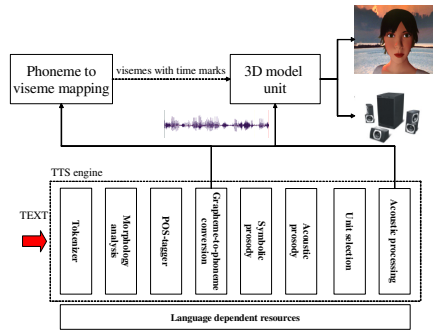 Phoneme to
viseme mapping
visemes with time marks
3D model
unit
TTS engine
TEXT
Tokenizer
Morphology
analysis
POS-tagger
Grapheme-to-phoneme
conversion
Symbolic
prosody
Acoustic
prosody
Unit selection
Acoustic processing
Language dependent resources